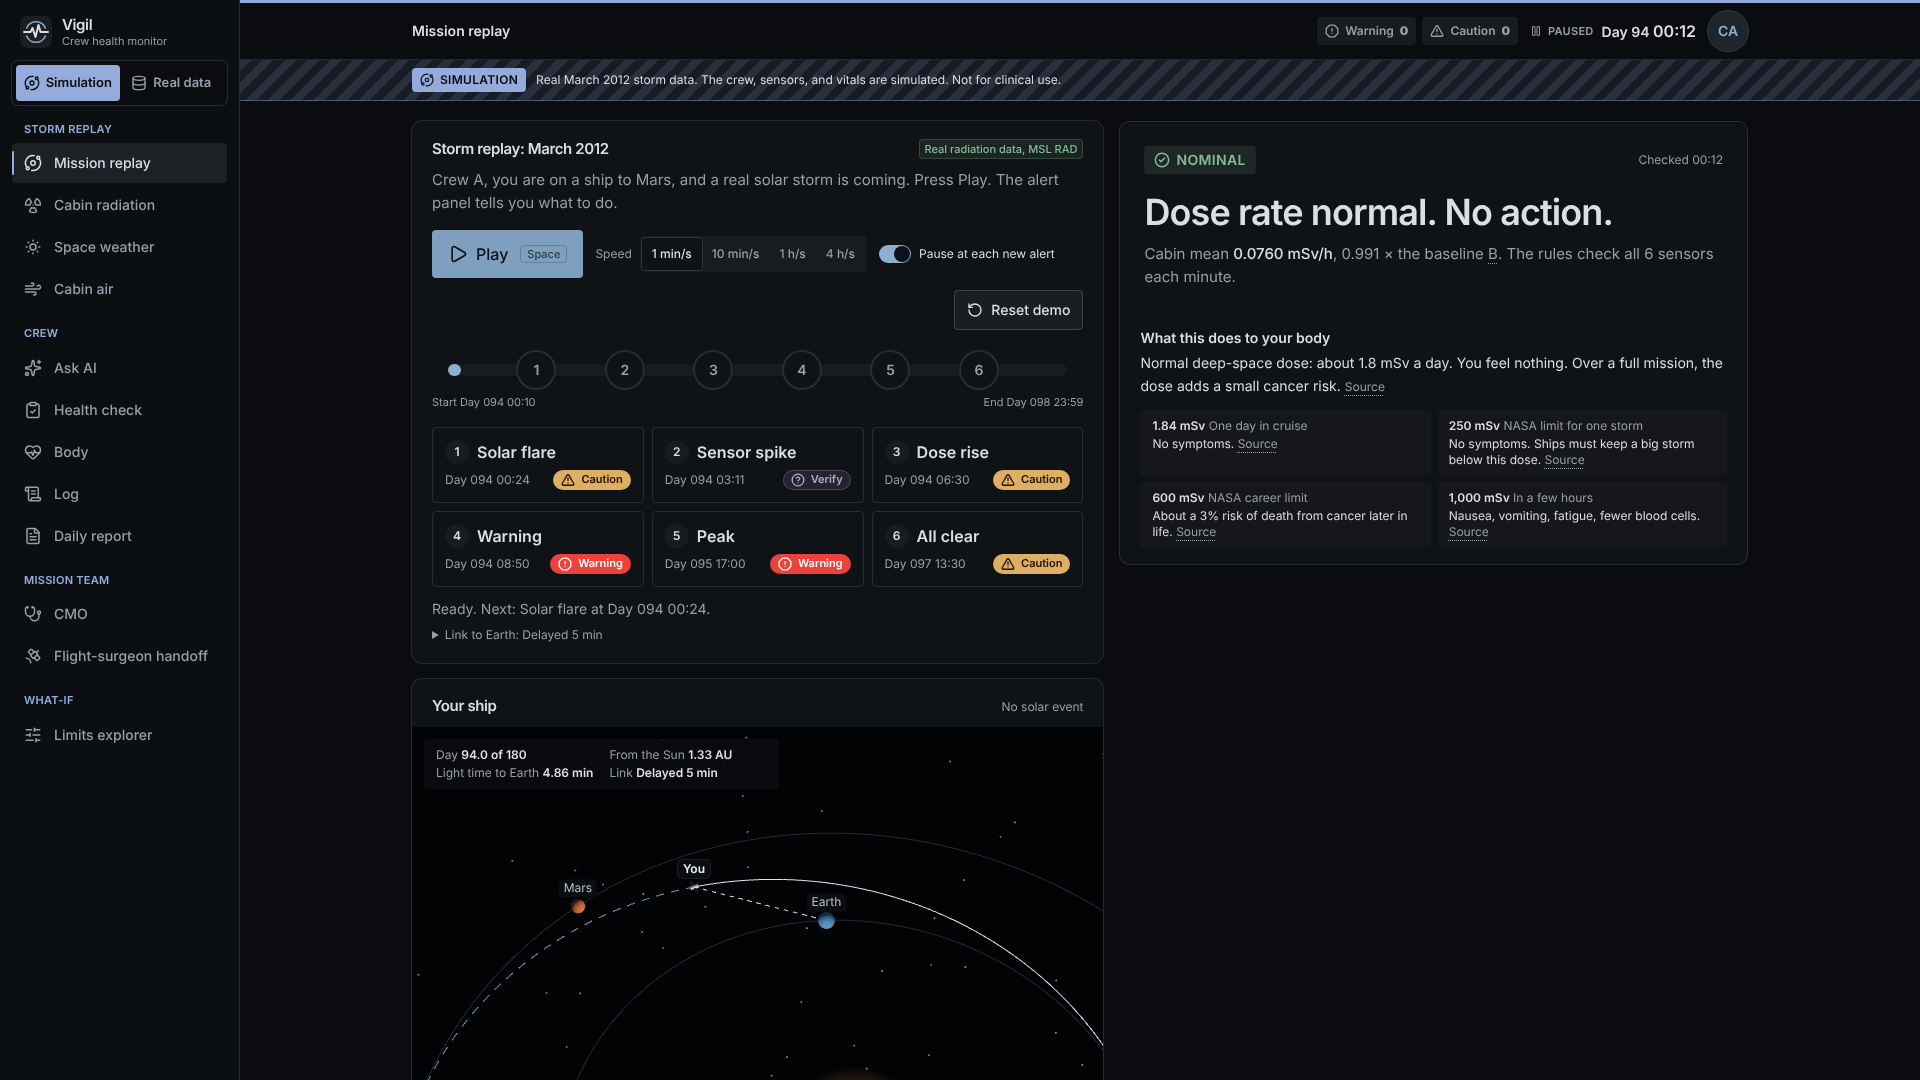 Vigil
Crew health monitor
Simulation
Real data
STORM REPLAY
Mission replay
Cabin radiation
Space weather
Cabin air
CREW
Ask AI
Health check
Body
Log
Daily report
MISSION TEAM
CMO
Flight-surgeon handoff
WHAT-IF
Limits explorer
Mission replay
Warning 0
Caution 0
PAUSED
Day 94 00:12
CA
SIMULATION
Real March 2012 storm data. The crew, sensors, and vitals are simulated. Not for clinical use.
Storm replay: March 2012
Real radiation data, MSL RAD
Crew A, you are on a ship to Mars, and a real solar storm is coming. Press Play. The alert
panel tells you what to do.
Play Space
Speed
1 min/s
10 min/s
1 h/s
4 h/s
Pause at each new alert
Reset demo
1
2
3
4
5
6
Start Day 094 00:10
End Day 098 23:59
1 Solar flare
Day 094 00:24
Caution
2 Sensor spike
Day 094 03:11
Verify
3 Dose rise
Day 094 06:30
Caution
4 Warning
Day 094 08:50
Warning
5 Peak
Day 095 17:00
Warning
6 All clear
Day 097 13:30
Caution
Ready. Next: Solar flare at Day 094 00:24.
Link to Earth: Delayed 5 min
Your ship
No solar event
Day 94.0 of 180
From the Sun 1.33 AU
Light time to Earth 4.86 min
Link Delayed 5 min
You
Mars
Earth
NOMINAL
Checked 00:12
Dose rate normal. No action.
Cabin mean 0.0760 mSv/h, 0.991 × the baseline B. The rules check all 6 sensors
each minute.
What this does to your body
Normal deep-space dose: about 1.8 mSv a day. You feel nothing. Over a full mission, the
dose adds a small cancer risk. Source
1.84 mSv One day in cruise
No symptoms. Source
250 mSv NASA limit for one storm
No symptoms. Ships must keep a big storm
below this dose. Source
600 mSv NASA career limit
About a 3% risk of death from cancer later in
life. Source
1,000 mSv In a few hours
Nausea, vomiting, fatigue, fewer blood cells.
Source